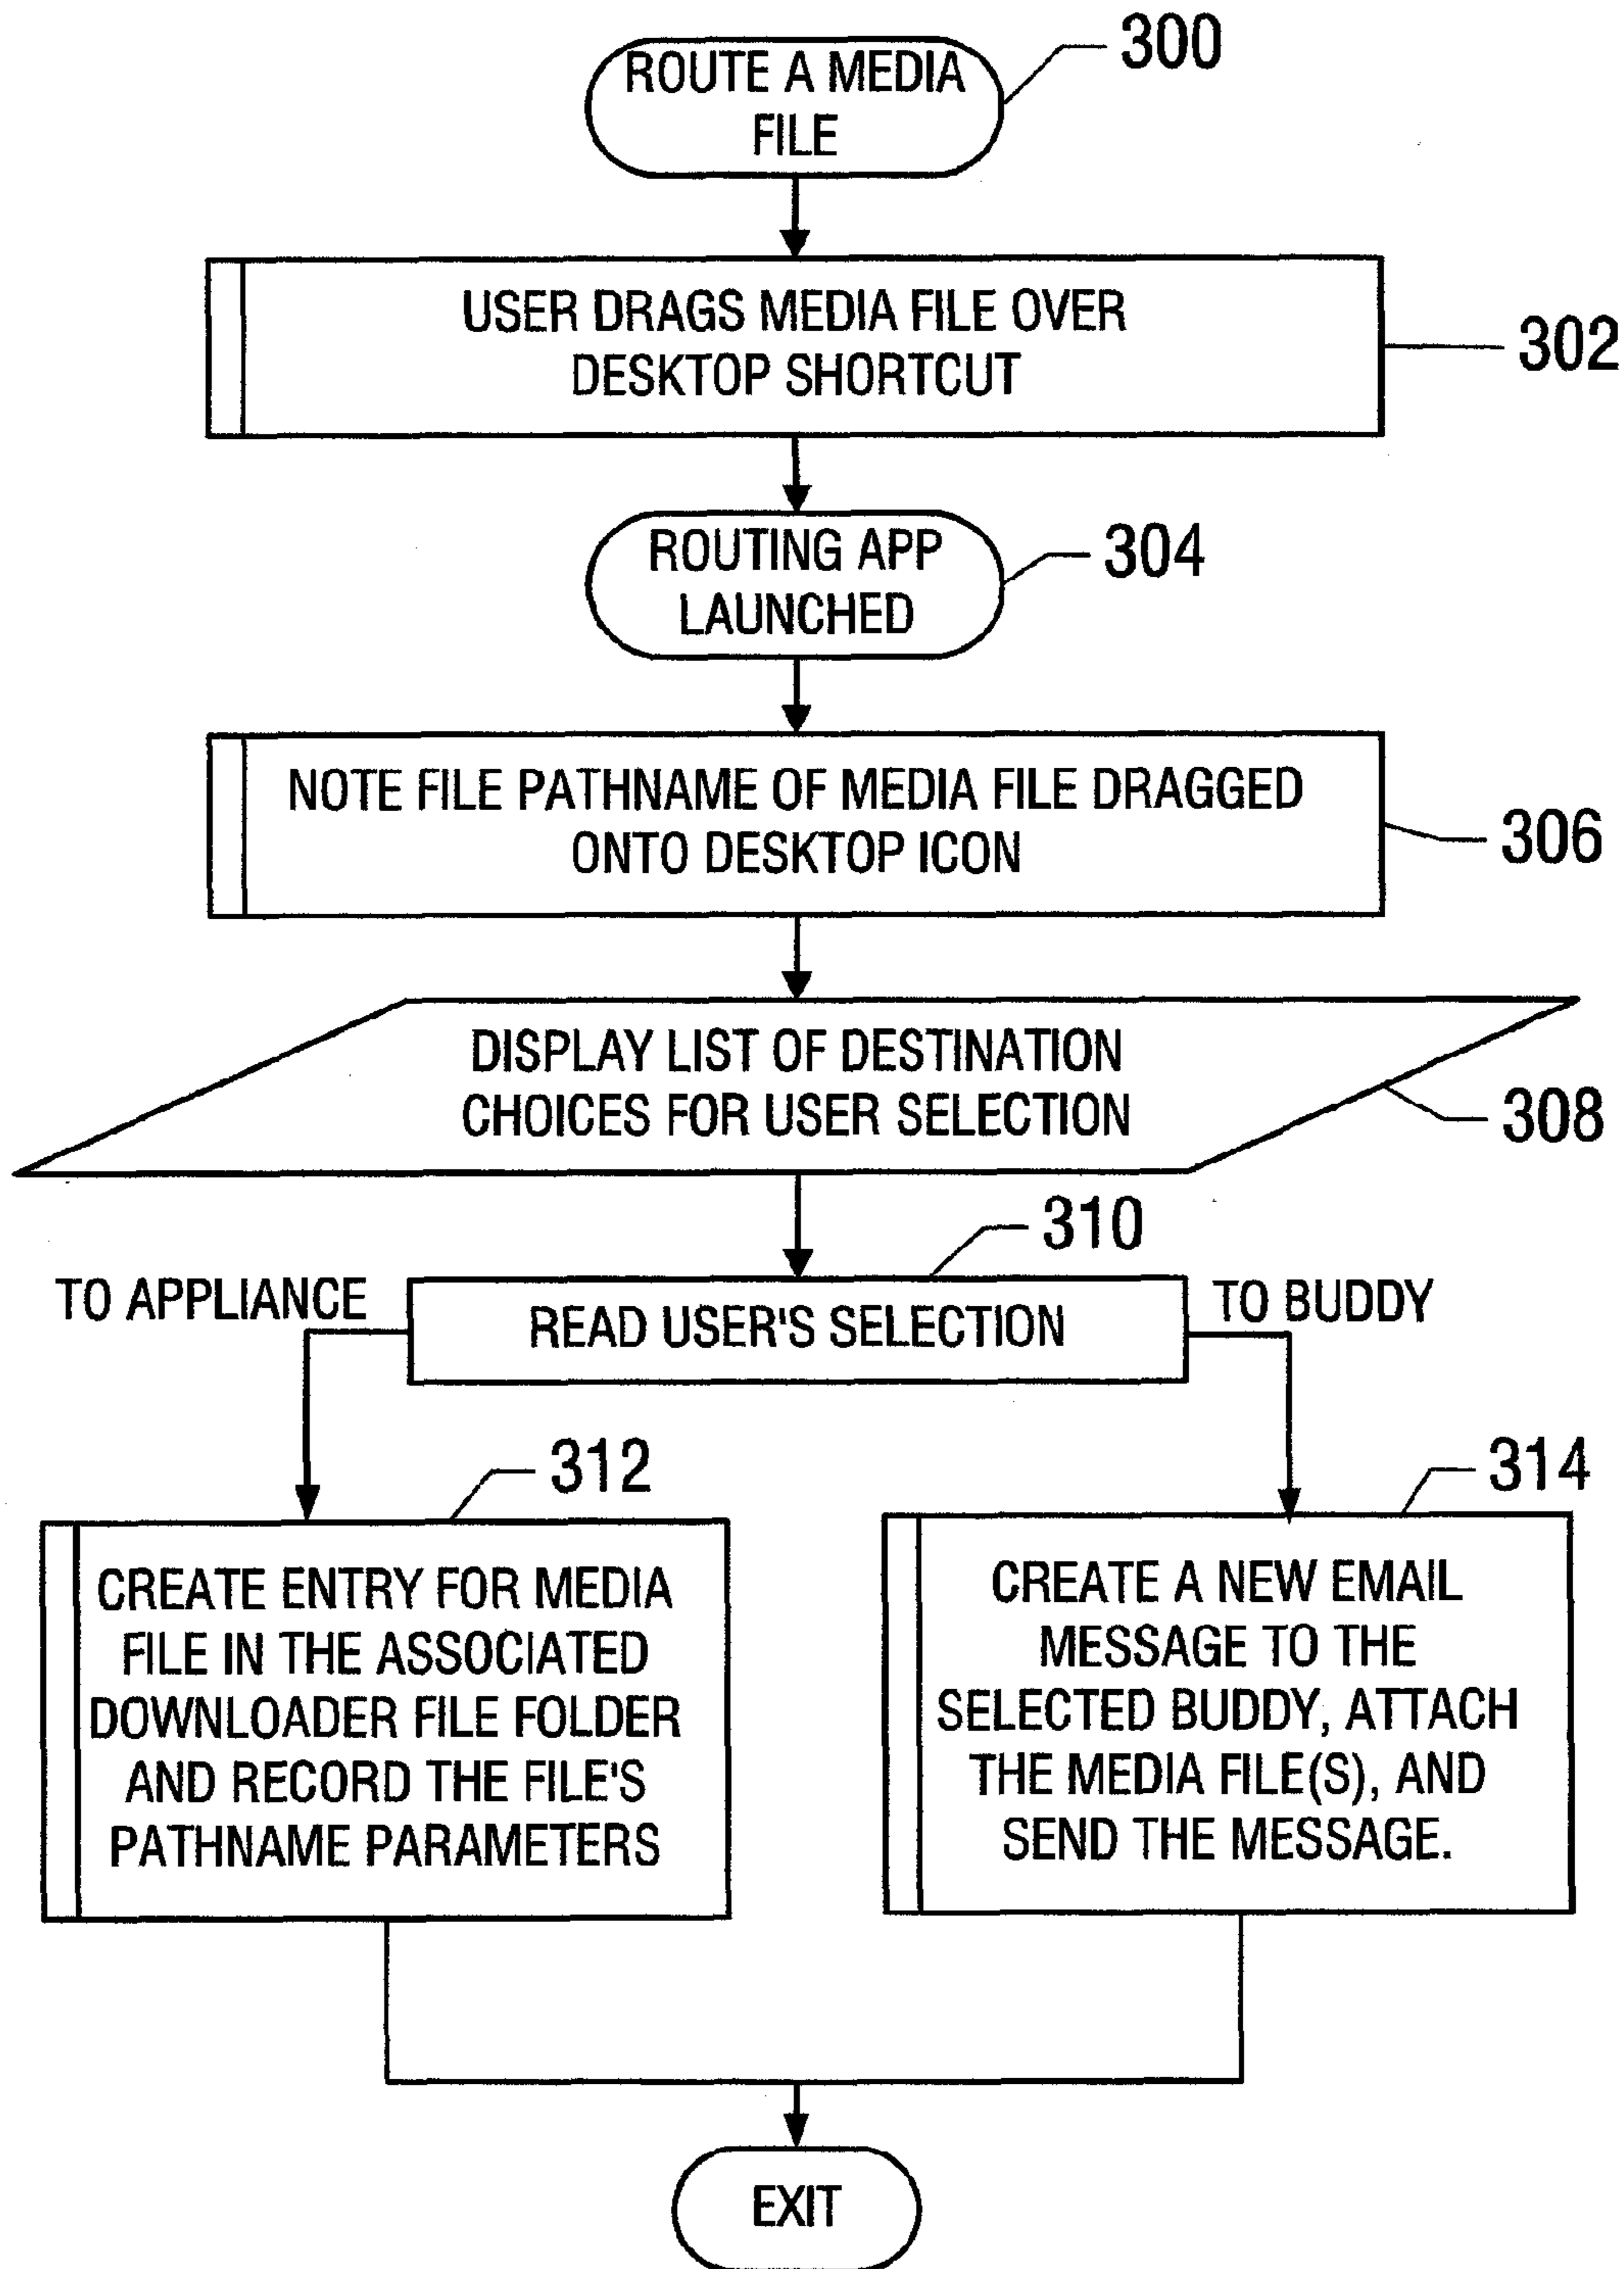 300
ROUTE A MEDIA
FILE
USER DRAGS MEDIA FILE OVER
DESKTOP SHORTCUT
302
ROUTING APP
LAUNCHED
304
NOTE FILE PATHNAME OF MEDIA FILE DRAGGED
ONTO DESKTOP ICON
306
DISPLAY LIST OF DESTINATION
CHOICES FOR USER SELECTION
308
310
TO APPLIANCE
READ USER'S SELECTION
TO BUDDY
312
CREATE ENTRY FOR MEDIA
FILE IN THE ASSOCIATED
DOWNLOADER FILE FOLDER
AND RECORD THE FILE'S
PATHNAME PARAMETERS
314
CREATE A NEW EMAIL
MESSAGE TO THE
SELECTED BUDDY, ATTACH
THE MEDIA FILE(S), AND
SEND THE MESSAGE.
EXIT